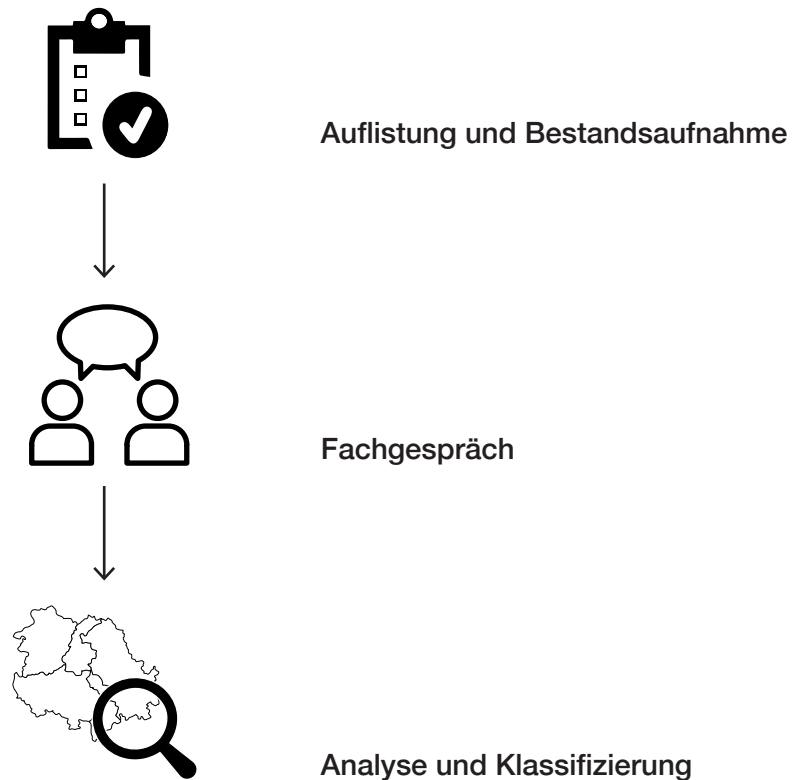 Auflistung und Bestandsaufnahme
Fachgespräch
Analyse und Klassifizierung